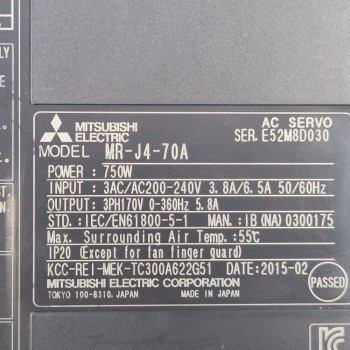 MITSUBISHI
ELECTRIC
AC SERVO
SER. E52M8D030
MODEL MR-J4-70A
POWER : 750W
INPUT : 3AC/AC200-240V 3.8A/6.5A 50/60Hz
OUTPUT: 3PH170V 0-360Hz 5.8A
STD.: IEC/EN61800-5-1 MAN.: IB (NA) 0300175
Max. Surrounding Air Temp.:55℃
IP20 (Except for fan finger guard)
KCC-REI-MEK-TC300A622G51 DATE:2015-02
MITSUBISHI ELECTRIC CORPORATION
TOKYO 100-8310, JAPAN MADE IN JAPAN
PASSED